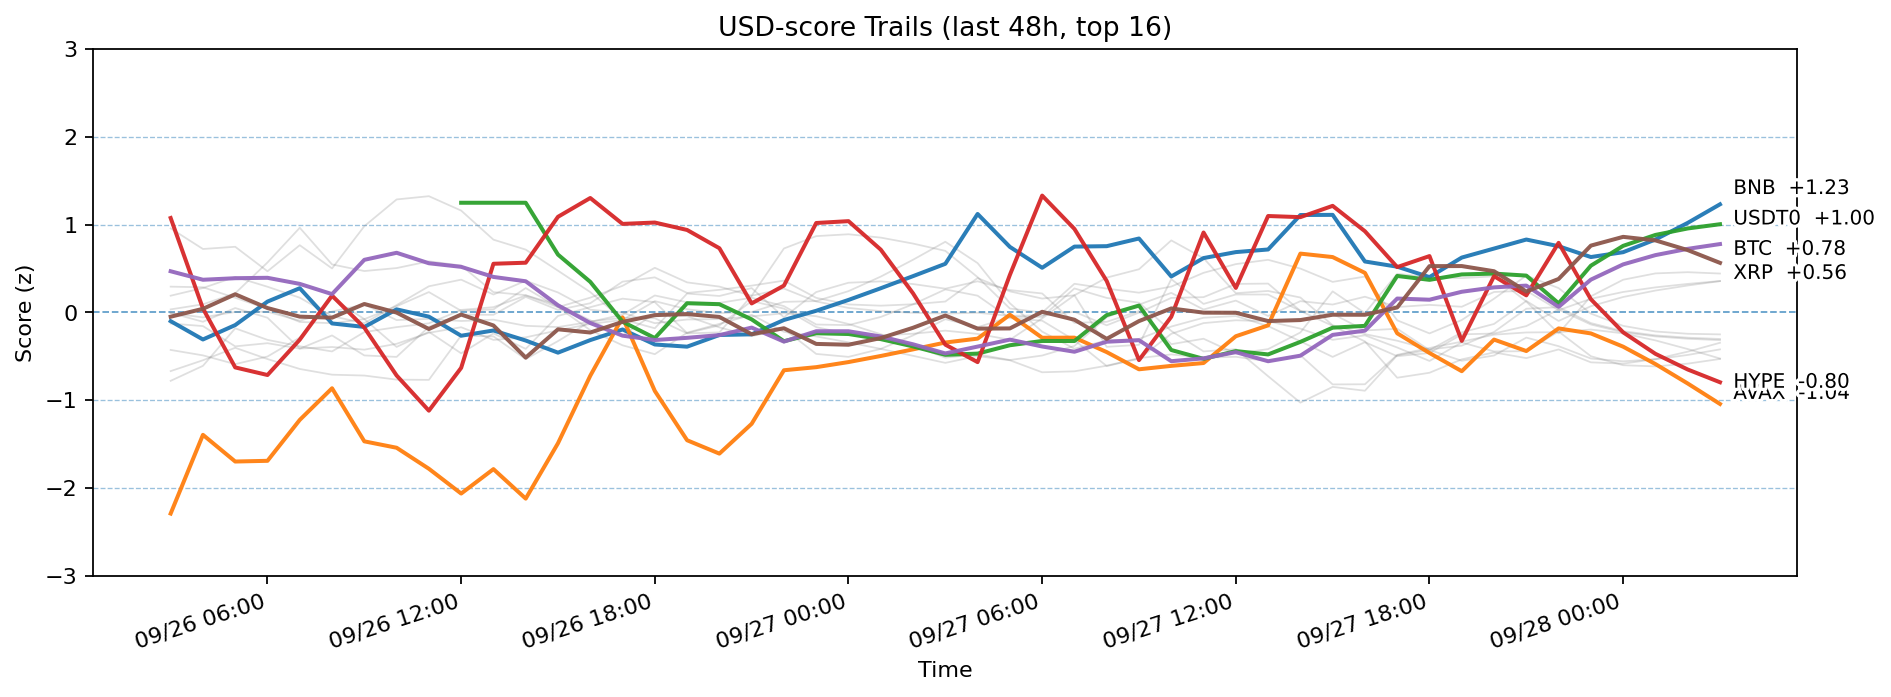 USD-score Trails (last 48h, top 16)
Score (z)
3
2
1
0
−1
−2
−3
BNB +1.23
USDT0 +1.00
BTC +0.78
XRP +0.56
HYPE -0.80
AVAX -1.04
09/26 06:00
09/26 12:00
09/26 18:00
09/27 00:00
09/27 06:00
09/27 12:00
09/27 18:00
09/28 00:00
Time